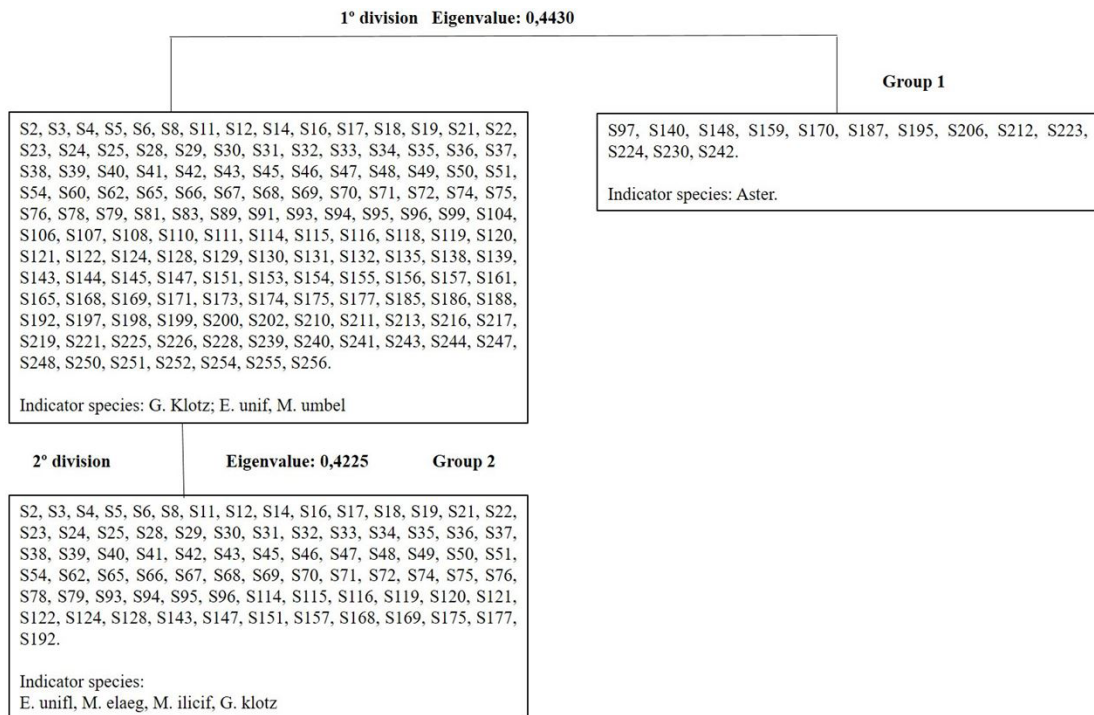 1º division Eigenvalue: 0,4430
Group 1
S2, S3, S4, S5, S6, S8, S11, S12, S14, S16, S17, S18, S19, S21, S22,
S23, S24, S25, S28, S29, S30, S31, S32, S33, S34, S35, S36, S37,
S38, S39, S40, S41, S42, S43, S45, S46, S47, S48, S49, S50, S51,
S54, S60, S62, S65, S66, S67, S68, S69, S70, S71, S72, S74, S75,
S76, S78, S79, S81, S83, S89, S91, S93, S94, S95, S96, S99, S104,
S106, S107, S108, S110, S111, S114, S115, S116, S118, S119, S120,
S121, S122, S124, S128, S129, S130, S131, S132, S135, S138, S139,
S143, S144, S145, S147, S151, S153, S154, S155, S156, S157, S161,
S165, S168, S169, S171, S173, S174, S175, S177, S185, S186, S188,
S192, S197, S198, S199, S200, S202, S210, S211, S213, S216, S217,
S219, S221, S225, S226, S228, S239, S240, S241, S243, S244, S247,
S248, S250, S251, S252, S254, S255, S256.
Indicator species: G. Klotz; E. unif, M. umbel
S97, S140, S148, S159, S170, S187, S195, S206, S212, S223,
S224, S230, S242.
Indicator species: Aster.
2º division Eigenvalue: 0,4225 Group 2
S2, S3, S4, S5, S6, S8, S11, S12, S14, S16, S17, S18, S19, S21, S22,
S23, S24, S25, S28, S29, S30, S31, S32, S33, S34, S35, S36, S37,
S38, S39, S40, S41, S42, S43, S45, S46, S47, S48, S49, S50, S51,
S54, S62, S65, S66, S67, S68, S69, S70, S71, S72, S74, S75, S76,
S78, S79, S93, S94, S95, S96, S114, S115, S116, S119, S120, S121,
S122, S124, S128, S143, S147, S151, S157, S168, S169, S175, S177,
S192.
Indicator species:
E. unifl, M. elaeg, M. ilicif, G. klotz